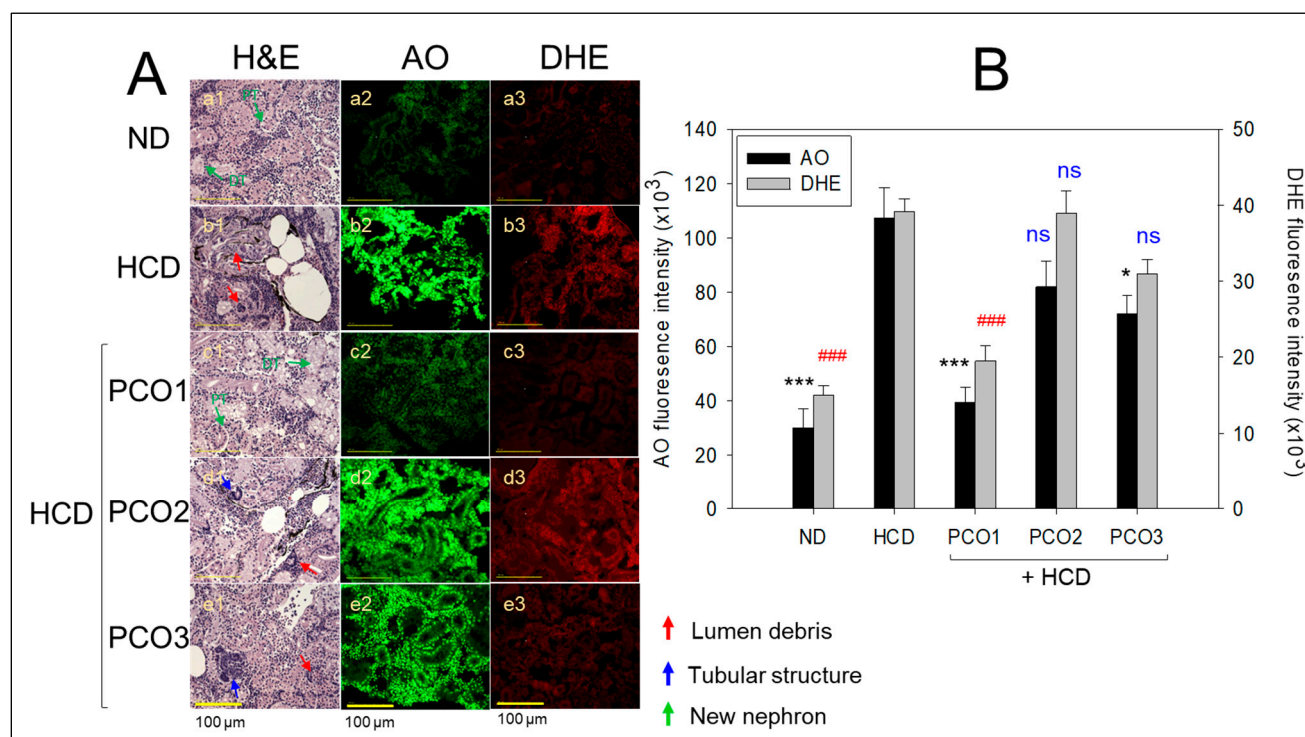 A
H&E AO DHE
B
ND
a1 a2 a3
PT
DT
HCD
b1 b2 b3
HCD
PCO1
c1 c2 c3
DT
PT
PCO2
d1 d2 d3
PCO3
e1 e2 e3
100 µm 100 µm 100 µm
AO fluoresence intensity (x10³)
140
120
100
80
60
40
20
0
AO
DHE
*** ###
*** ###
ns ns
* ns
ND HCD PCO1 PCO2 PCO3
+ HCD
50
40
30
20
10
0
DHE fluorescence intensity (x10³)
Lumen debris
Tubular structure
New nephron